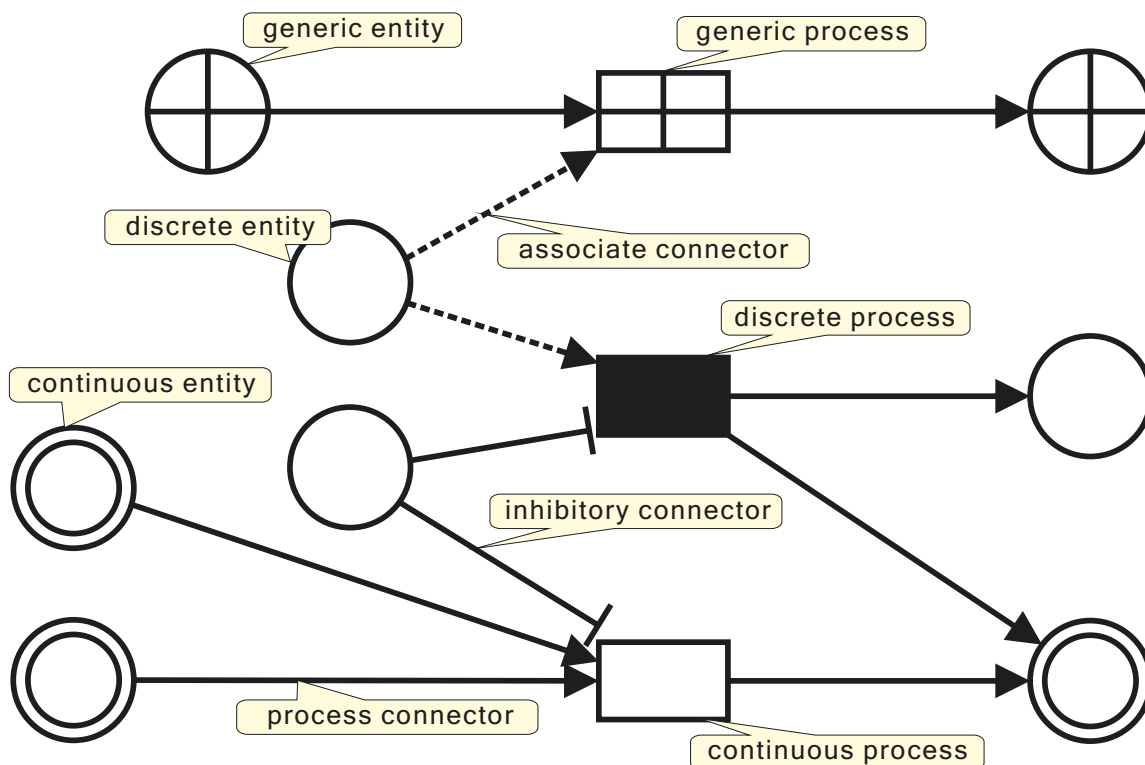 generic entity
generic process
discrete entity
associate connector
discrete process
continuous entity
inhibitory connector
process connector
continuous process